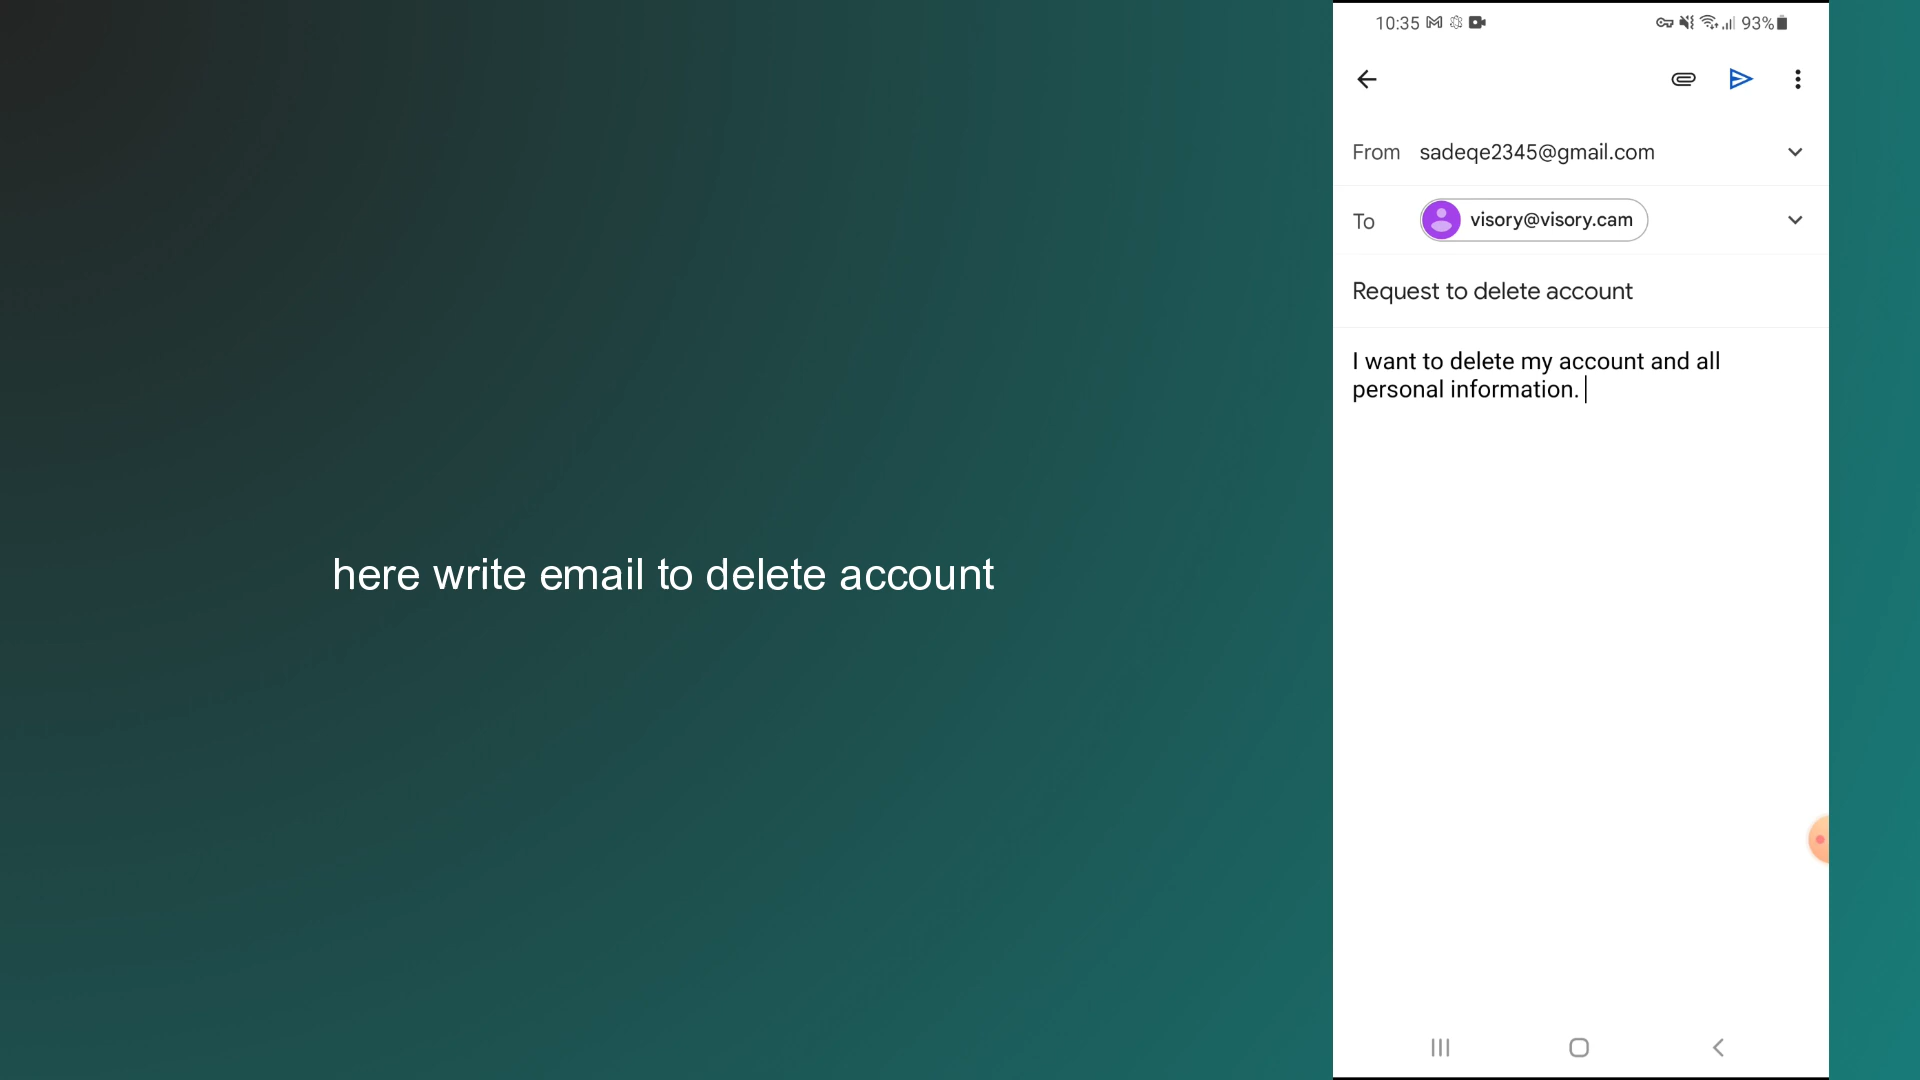 here write email to delete account
10:35
93%
From sadeqe2345@gmail.com
To visory@visory.cam
Request to delete account
I want to delete my account and all
personal information.